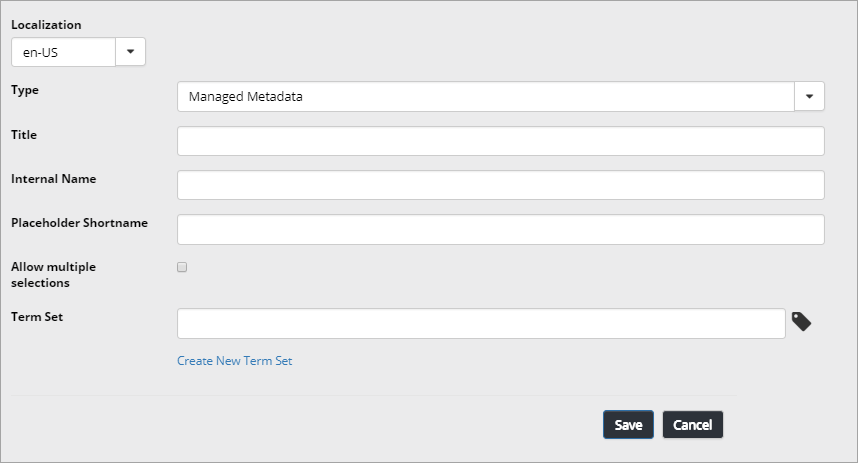 Localization
en-US
Type
Managed Metadata
Title
Internal Name
Placeholder Shortname
Allow multiple
selections
Term Set
Create New Term Set
Save
Cancel